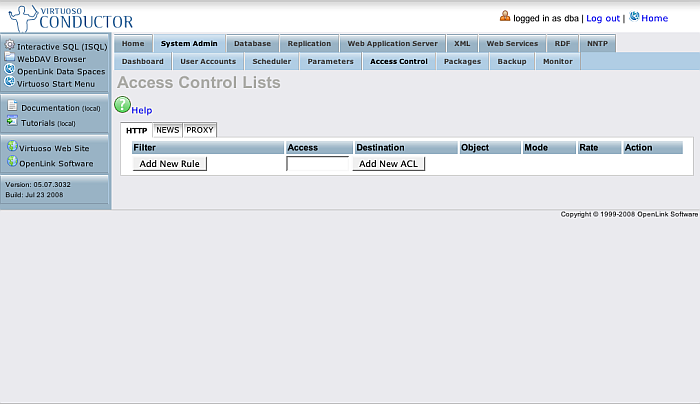 VIRTUOSO
CONDUCTOR
logged in as dba | Log out | Home
Interactive SQL (ISQL)
WebDAV Browser
OpenLink Data Spaces
Virtuoso Start Menu
Documentation (local)
Tutorials (local)
Virtuoso Web Site
OpenLink Software
Version: 05.07.3032
Build: Jul 23 2008
Home System Admin Database Replication Web Application Server XML Web Services RDF NNTP
Dashboard User Accounts Scheduler Parameters Access Control Packages Backup Monitor
Access Control Lists
? Help
HTTP NEWS PROXY
Filter Access Destination Object Mode Rate Action
Add New Rule Add New ACL
Copyright © 1999-2008 OpenLink Software